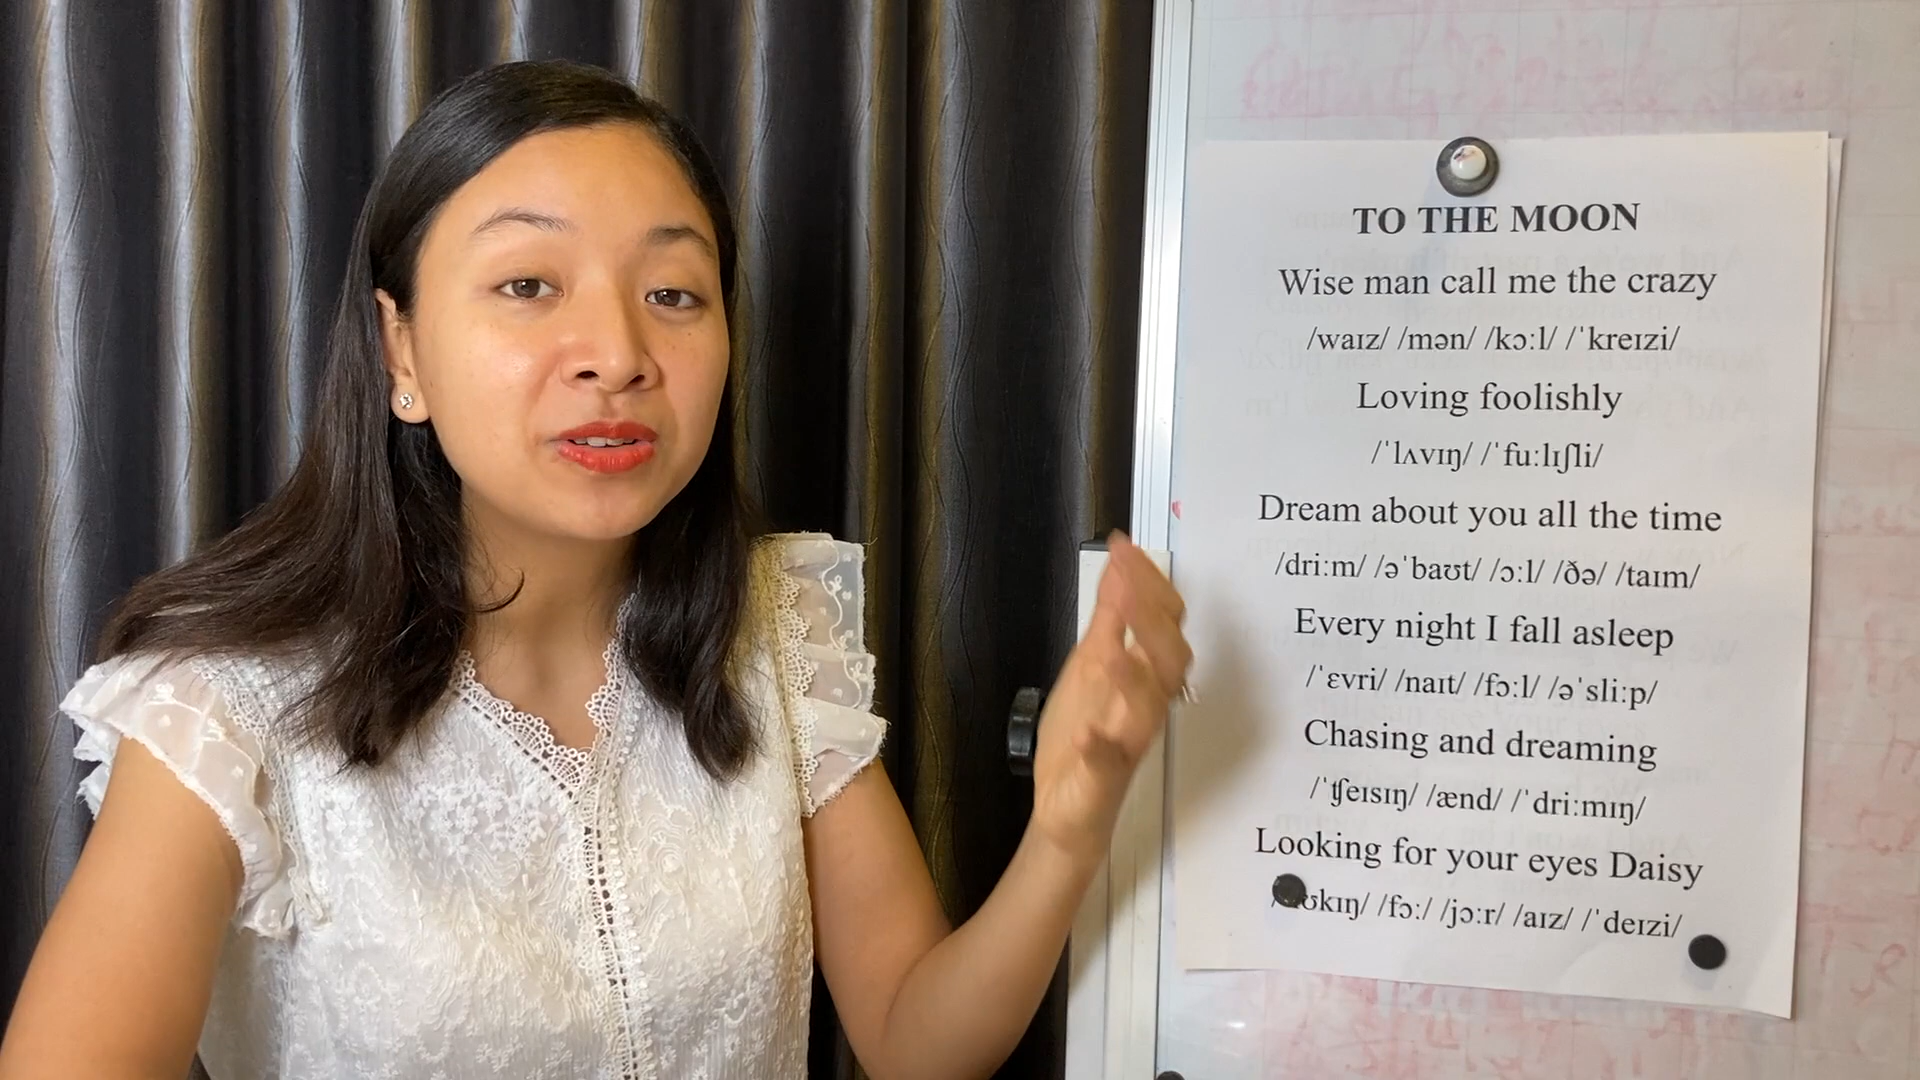 TO THE MOON
Wise man call me the crazy
/waɪz/ /mən/ /kɔːl/ /ˈkreɪzi/
Loving foolishly
/ˈlʌvɪŋ/ /ˈfuːlɪʃli/
Dream about you all the time
/driːm/ /əˈbaʊt/ /ɔːl/ /ðə/ /taɪm/
Every night I fall asleep
/ˈɛvri/ /naɪt/ /fɔːl/ /əˈsliːp/
Chasing and dreaming
/ˈʧeɪsɪŋ/ /ænd/ /ˈdriːmɪŋ/
Looking for your eyes Daisy
/fɔː/ /jɔːr/ /aɪz/ /ˈdeɪzi/